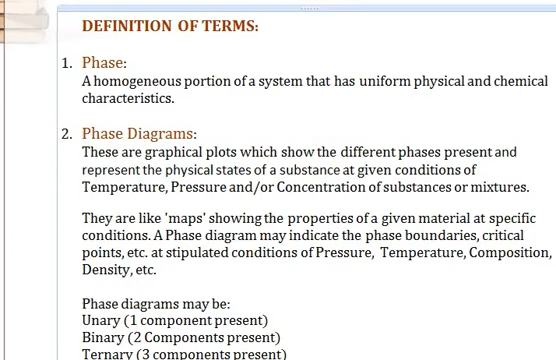 DEFINITION OF TERMS:
1. Phase:
A homogeneous portion of a system that has uniform physical and chemical
characteristics.
2. Phase Diagrams:
These are graphical plots which show the different phases present and
represent the physical states of a substance at given conditions of
Temperature, Pressure and/or Concentration of substances or mixtures.
They are like 'maps' showing the properties of a given material at specific
conditions. A Phase diagram may indicate the phase boundaries, critical
points, etc. at stipulated conditions of Pressure, Temperature, Composition,
Density, etc.
Phase diagrams may be:
Unary (1 component present)
Binary (2 Components present)
Ternary (3 components present)